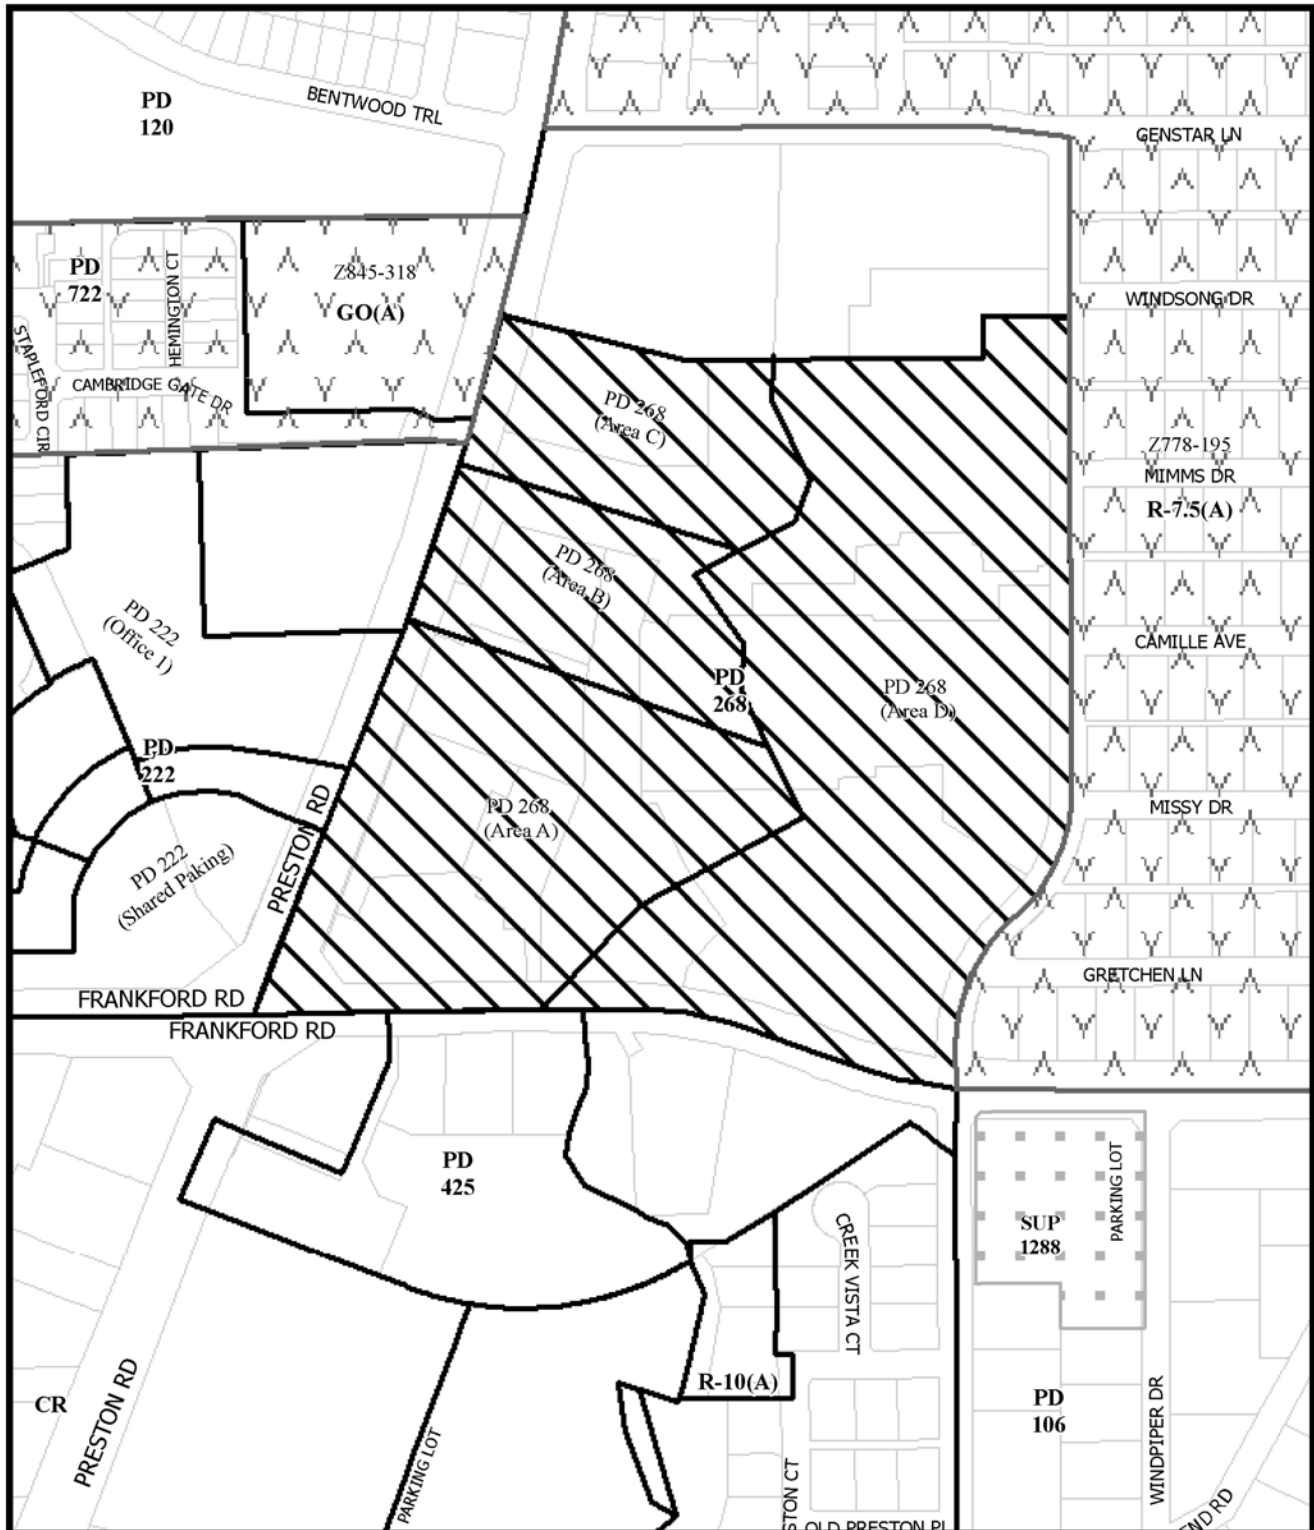 BENTWOOD TRL
PD
120
GENSTAR LN
Z845-318
GO(A)
PD
722
HEMINGTON CT
STAPLEFORD CIR
CAMBRIDGE GATE DR
WINDSONG DR
PD 268
(Area C)
Z778-195
MIMMS DR
R-7.5(A)
PD 268
(Area B)
PD 222
(Office 1)
CAMILLE AVE
PD
268
PD 268
(Area D)
PD
222
PD 268
(Area A)
MISSY DR
PRESTON RD
PD 222
(Shared Paking)
GRETCHEN LN
FRANKFORD RD
FRANKFORD RD
PD
425
PARKING LOT
SUP
1288
CREEK VISTA CT
R-10(A)
CR
PRESTON RD
PARKING LOT
PD
106
WINDPIPER DR
STON CT
OLD PRESTON PL
END RD